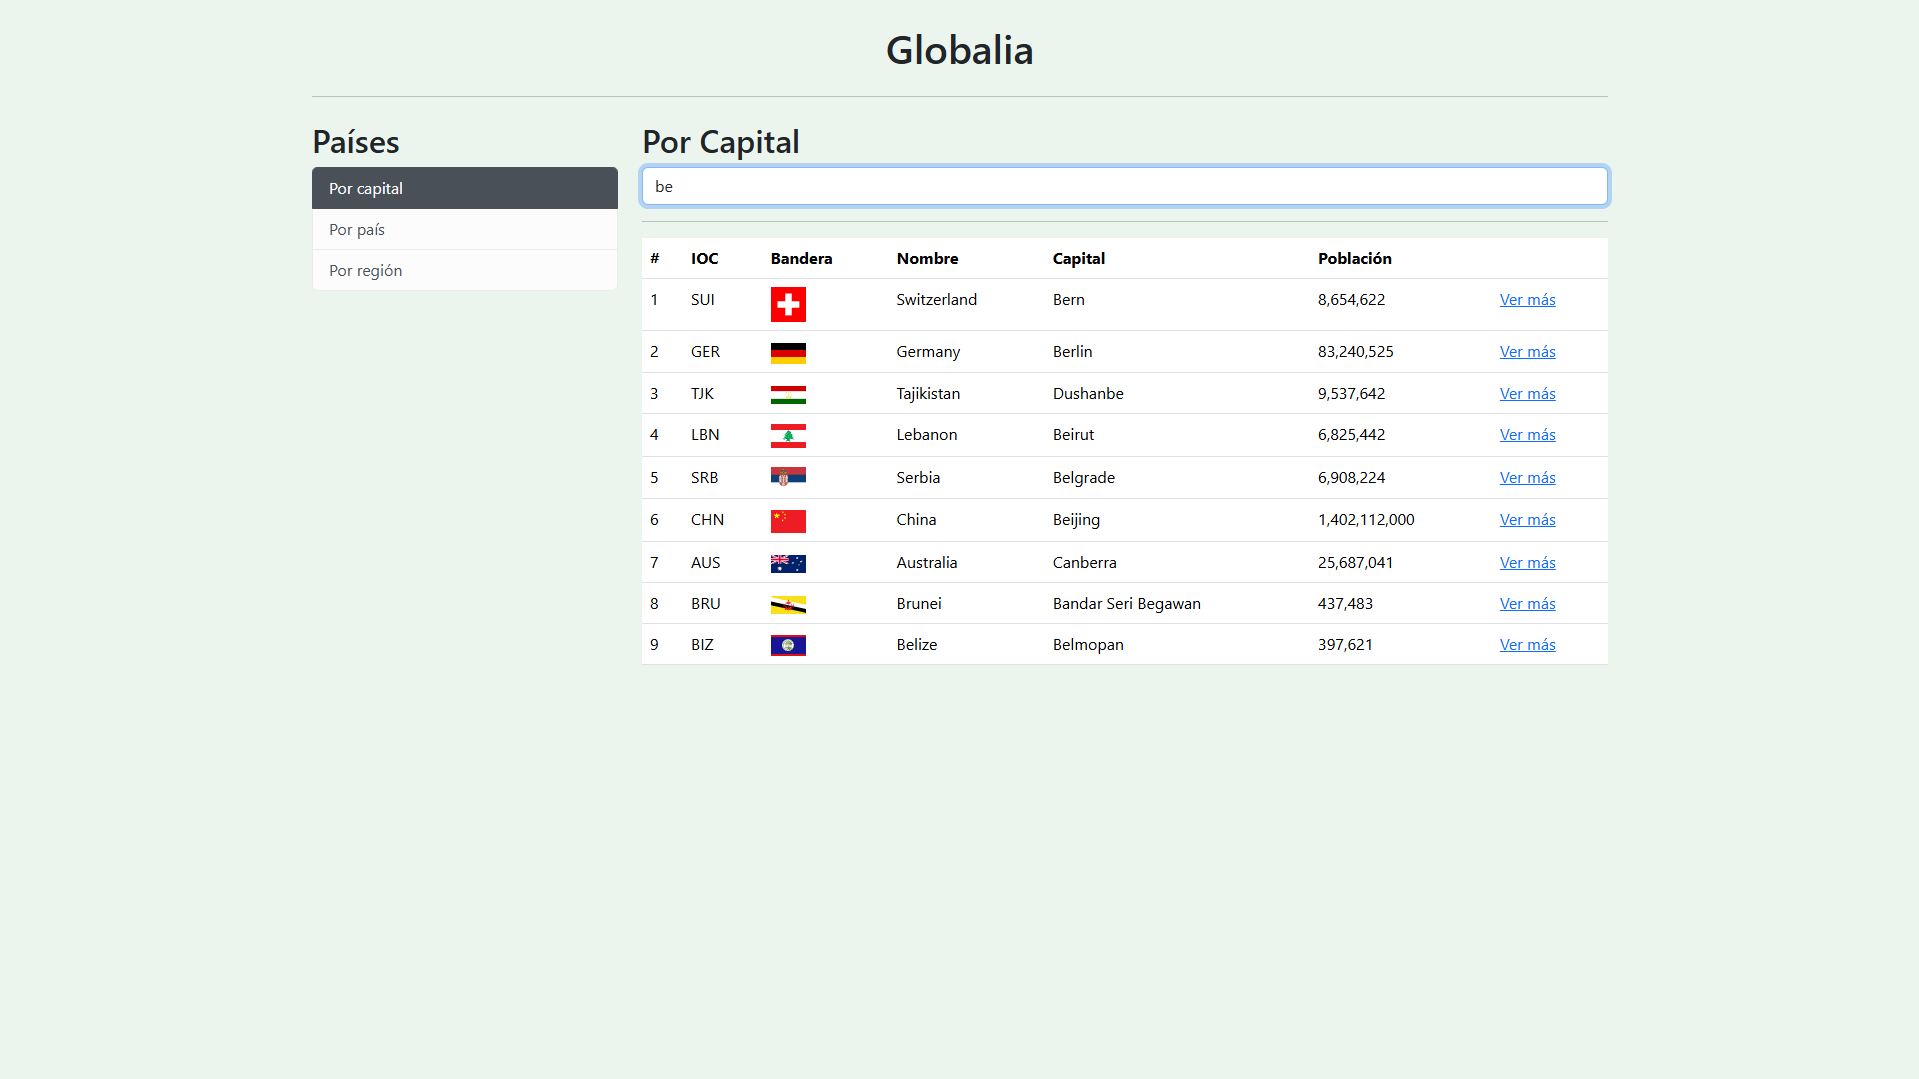 Globalia
Países
Por capital
Por país
Por región
Por Capital
be
# IOC Bandera Nombre Capital Población
1 SUI Switzerland Bern 8,654,622 Ver más
2 GER Germany Berlin 83,240,525 Ver más
3 TJK Tajikistan Dushanbe 9,537,642 Ver más
4 LBN Lebanon Beirut 6,825,442 Ver más
5 SRB Serbia Belgrade 6,908,224 Ver más
6 CHN China Beijing 1,402,112,000 Ver más
7 AUS Australia Canberra 25,687,041 Ver más
8 BRU Brunei Bandar Seri Begawan 437,483 Ver más
9 BIZ Belize Belmopan 397,621 Ver más